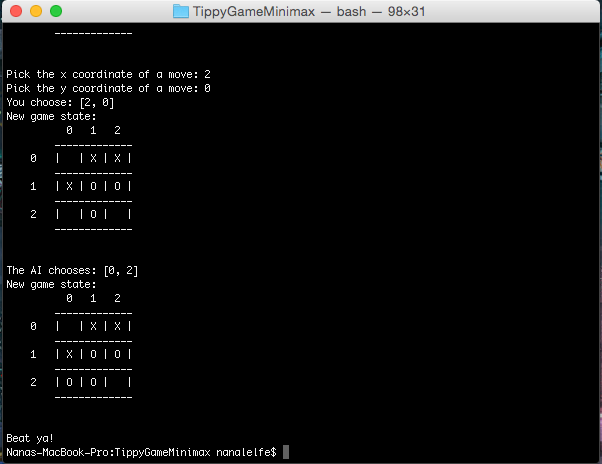 TippyGameMinimax — bash — 98×31
-------------
Pick the x coordinate of a move: 2
Pick the y coordinate of a move: 0
You choose: [2, 0]
New game state:
0 1 2
-------------
0 | | X | X |
-------------
1 | X | O | O |
-------------
2 | | O | |
-------------
The AI chooses: [0, 2]
New game state:
0 1 2
-------------
0 | | X | X |
-------------
1 | X | O | O |
-------------
2 | O | O | |
-------------
Beat ya!
Nanas-MacBook-Pro:TippyGameMinimax nanalelfe$